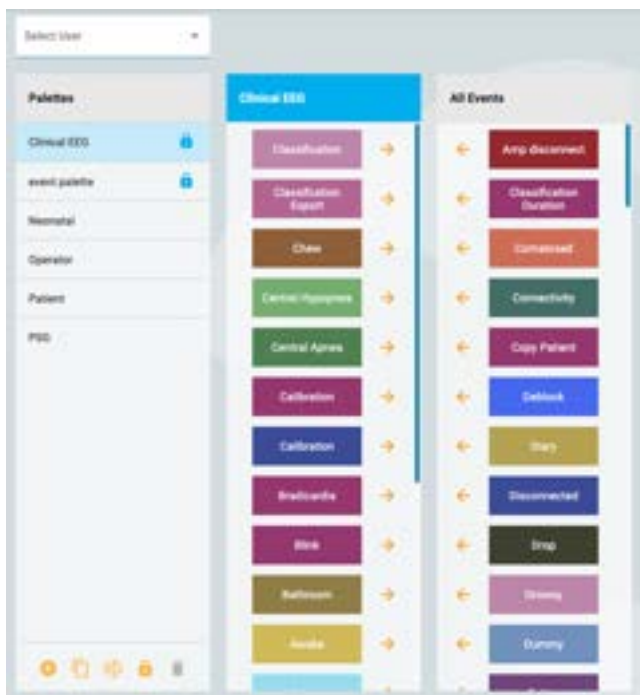 Select User
Palettes
Clinical EEG
event palette
Neonatal
Operator
Patient
PSG
Clinical EEG
Classification
Classification
Export
Chew
Central Hypopnea
Central Apnea
Calibration
Calibration
Bradicardia
Blink
Bathroom
Awake
All Events
Amp disconnect
Classification
Duration
Comatosed
Connectivity
Copy Patient
Deblock
Diary
Disconnected
Drop
Drowsy
Dummy